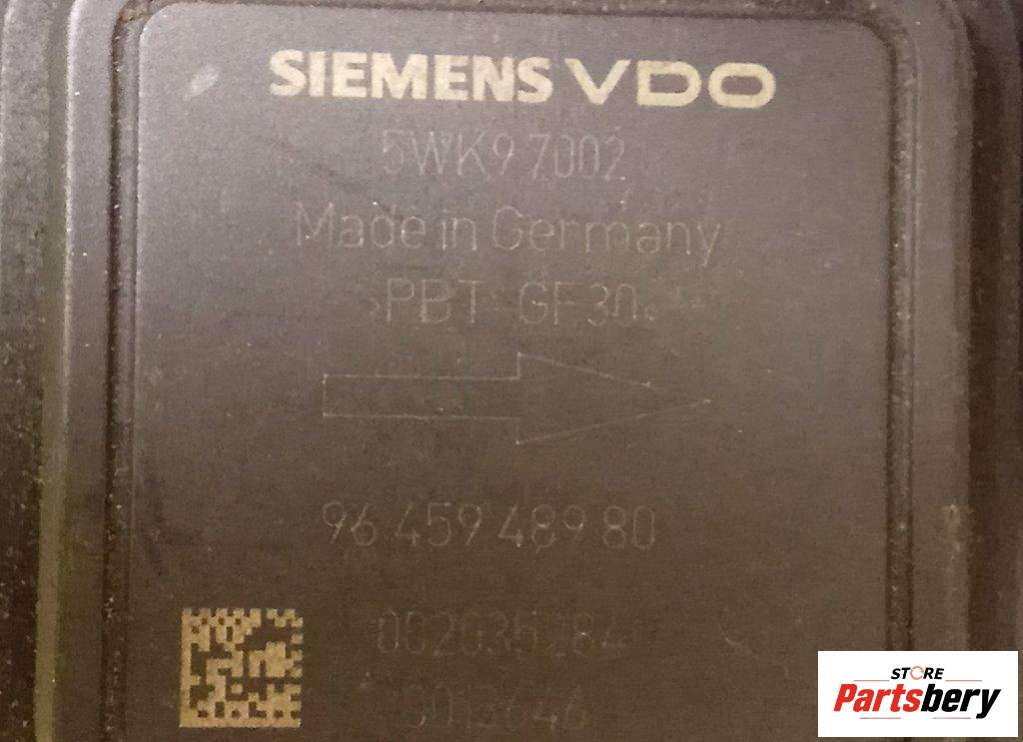 SIEMENS VDO
5WK9 7002
Made in Germany
>PBT-GF30<
96 459 489 80
STORE
Partsbery